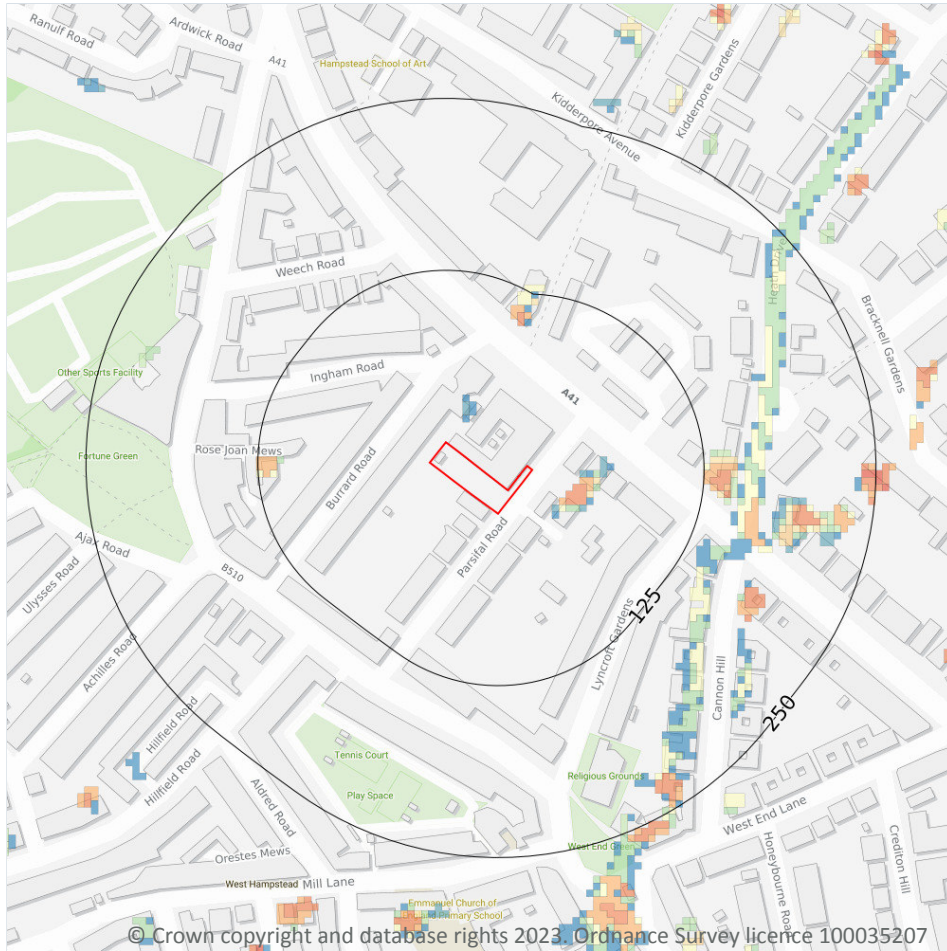 Ranulf Road
Ardwick Road
A41
Hampstead School of Art
Kidderpore Avenue
Kidderpore Gardens
Weech Road
Heath Drive
Bracknell Gardens
Other Sports Facility
Ingham Road
A41
Fortune Green
Rose Joan Mews
Burrard Road
Ajax Road
Parsifal Road
B510
Ulysses Road
125
Lyncroft Gardens
Achilles Road
Cannon Hill
250
Hillfield Road
Hillfield Road
Tennis Court
Play Space
Religious Grounds
Aldred Road
West End Lane
West End Green
Honeybourne Road
Crediton Hill
Orestes Mews
West Hampstead
Mill Lane
Emmanuel Church of
England Primary School
© Crown copyright and database rights 2023. Ordnance Survey licence 100035207